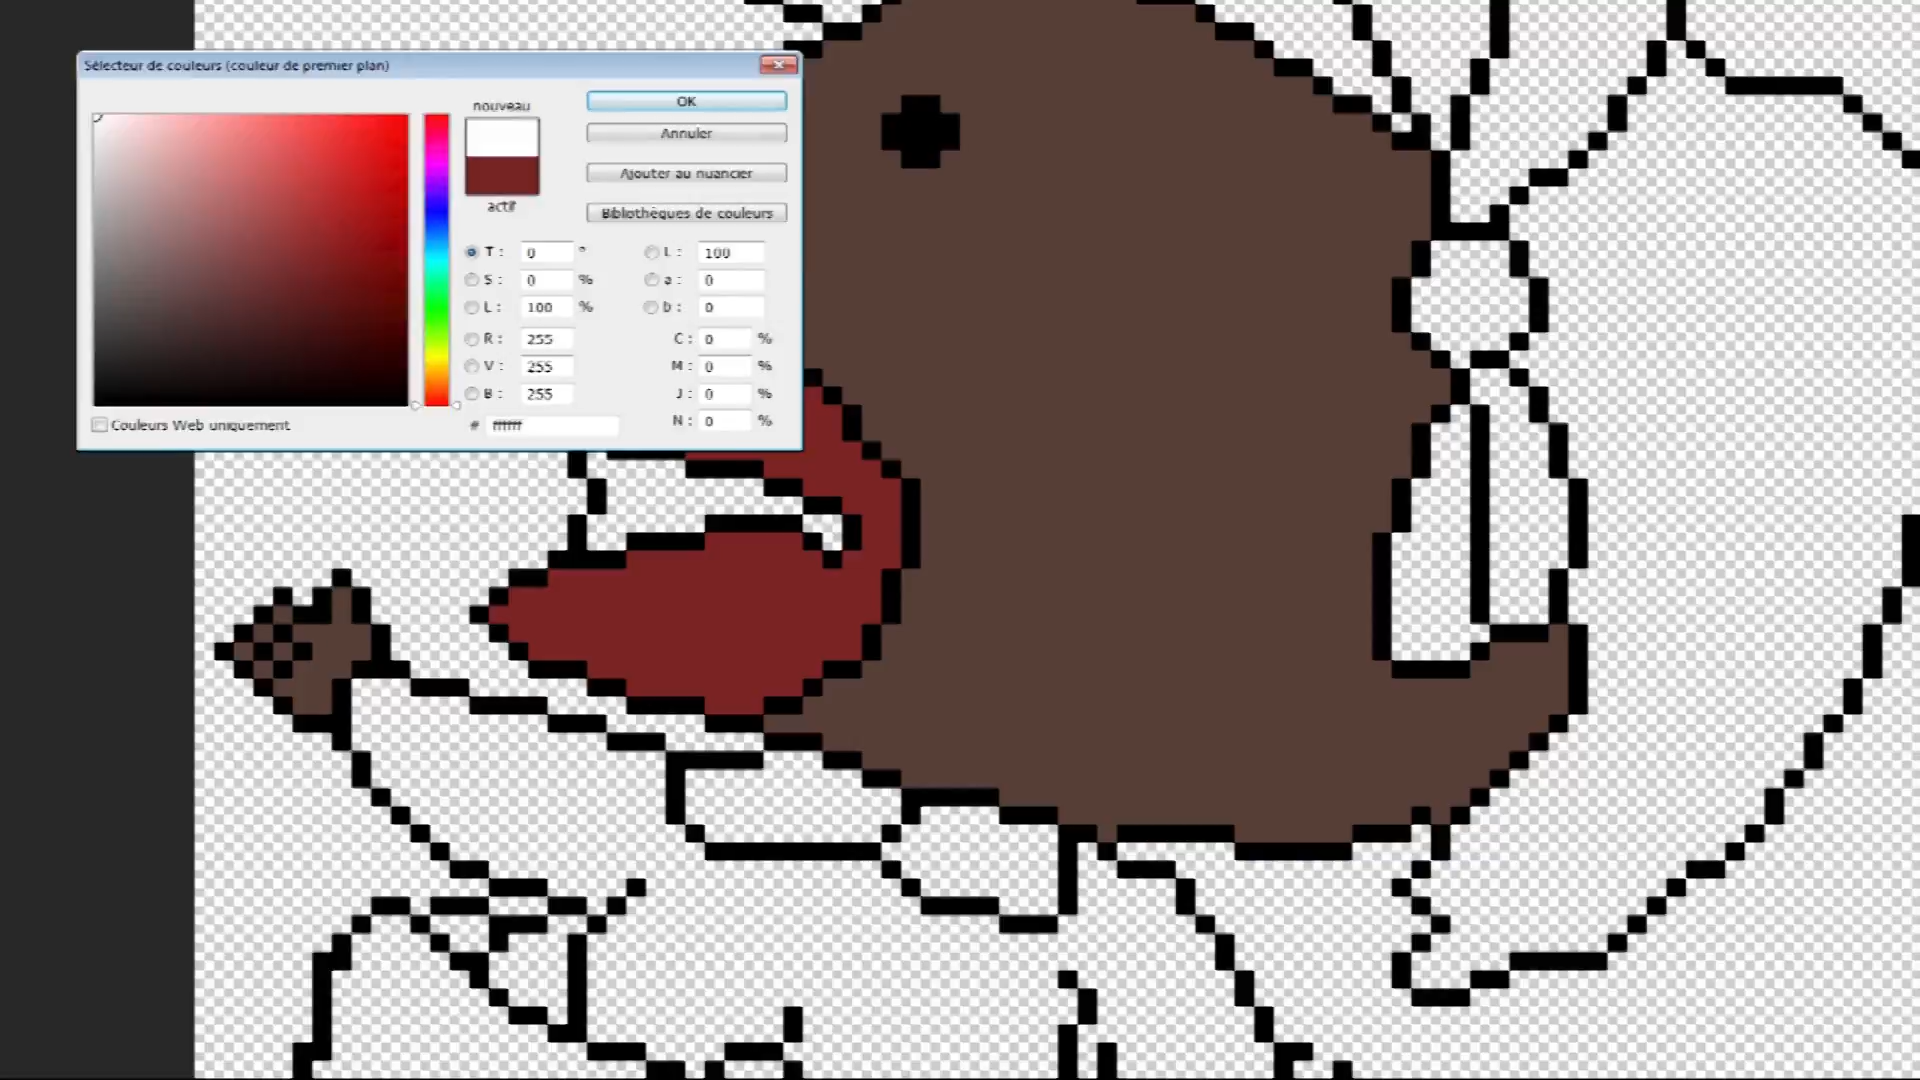 Sélecteur de couleurs (couleur de premier plan)
nouveau
actif
OK
Annuler
Ajouter au nuancier
Bibliothèques de couleurs
T : 0 °
S : 0 %
L : 100 %
R : 255
V : 255
B : 255
# ffffff
L : 100
a : 0
b : 0
C : 0 %
M : 0 %
J : 0 %
N : 0 %
Couleurs Web uniquement